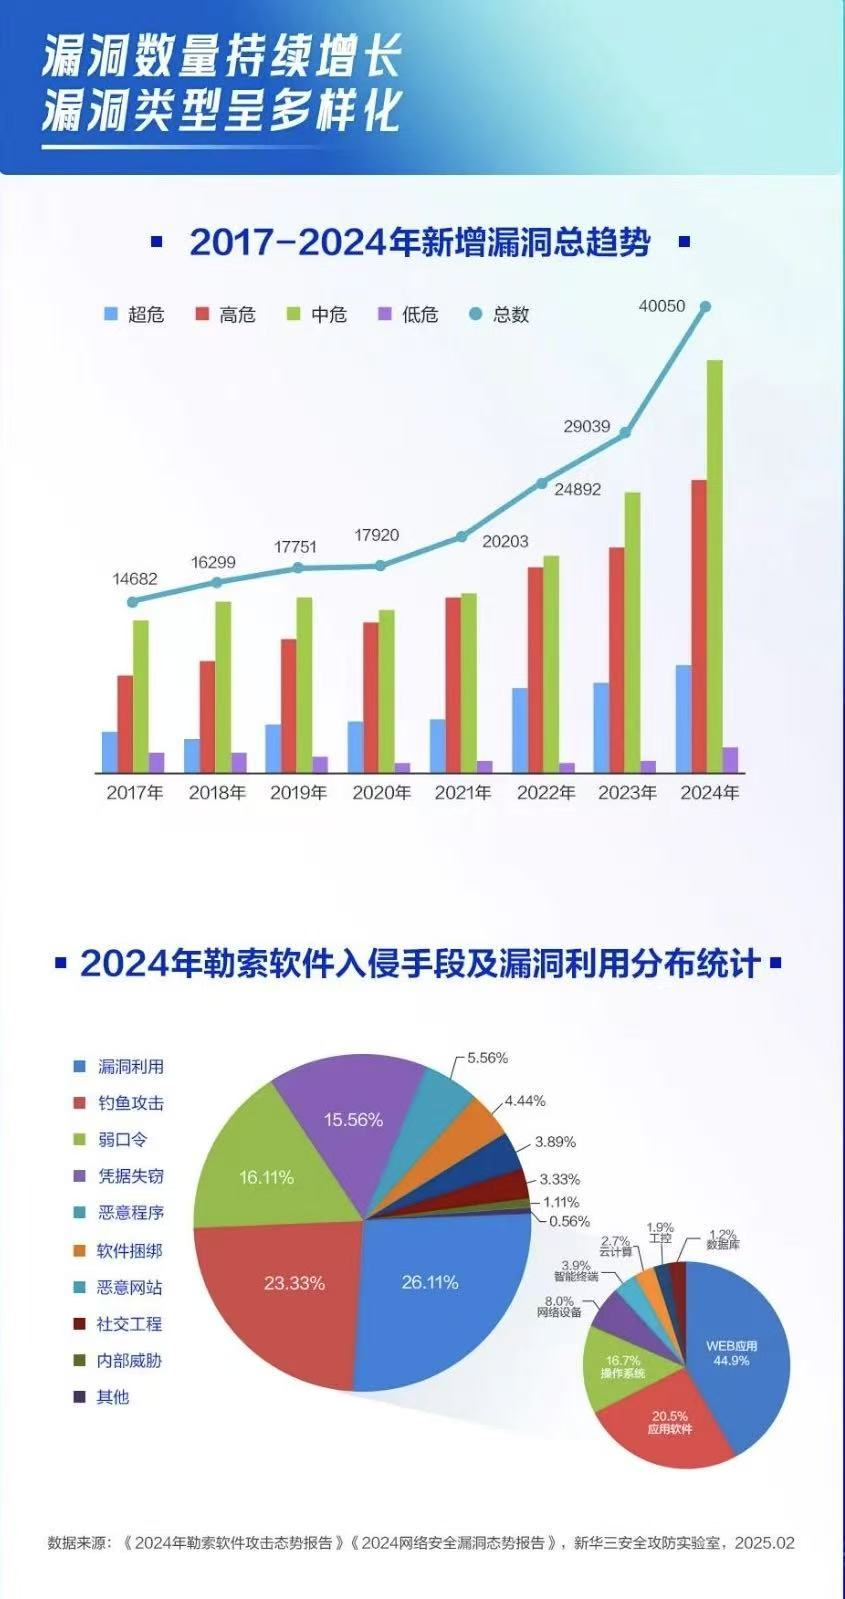 漏洞数量持续增长
漏洞类型呈多样化
2017-2024年新增漏洞总趋势
超危 高危 中危 低危 总数
40050
29039
24892
20203
17920
17751
16299
14682
2017年 2018年 2019年 2020年 2021年 2022年 2023年 2024年
2024年勒索软件入侵手段及漏洞利用分布统计
漏洞利用
钓鱼攻击
弱口令
凭据失窃
恶意程序
软件捆绑
恶意网站
社交工程
内部威胁
其他
5.56%
4.44%
3.89%
3.33%
1.11%
0.56%
15.56%
16.11%
23.33%
26.11%
1.2%
数据库
1.9%
工控
2.7%
云计算
3.9%
智能终端
8.0%
网络设备
WEB应用
44.9%
16.7%
操作系统
20.5%
应用软件
数据来源：《2024年勒索软件攻击态势报告》《2024网络安全漏洞态势报告》，新华三安全攻防实验室，2025.02